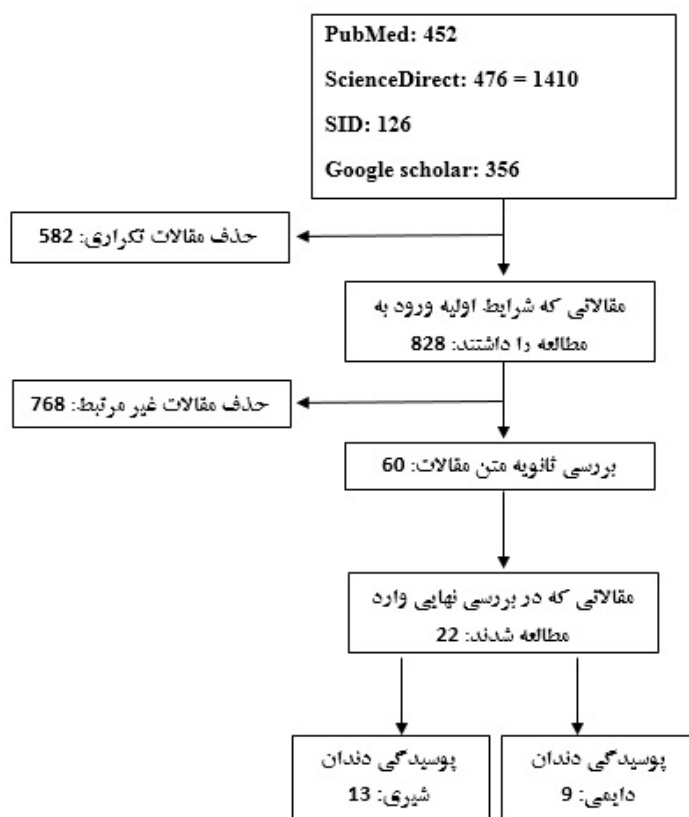 PubMed: 452
ScienceDirect: 476 = 1410
SID: 126
Google scholar: 356
حذف مقالات تکراری: 582
مقالاتی که شرایط اولیه ورود به
مطالعه را داشتند: 828
حذف مقالات غیر مرتبط: 768
بررسی ثانویه متن مقالات: 60
مقالاتی که در بررسی نهایی وارد
مطالعه شدند: 22
پوسیدگی دندان
دایمی: 9
پوسیدگی دندان
شیری: 13